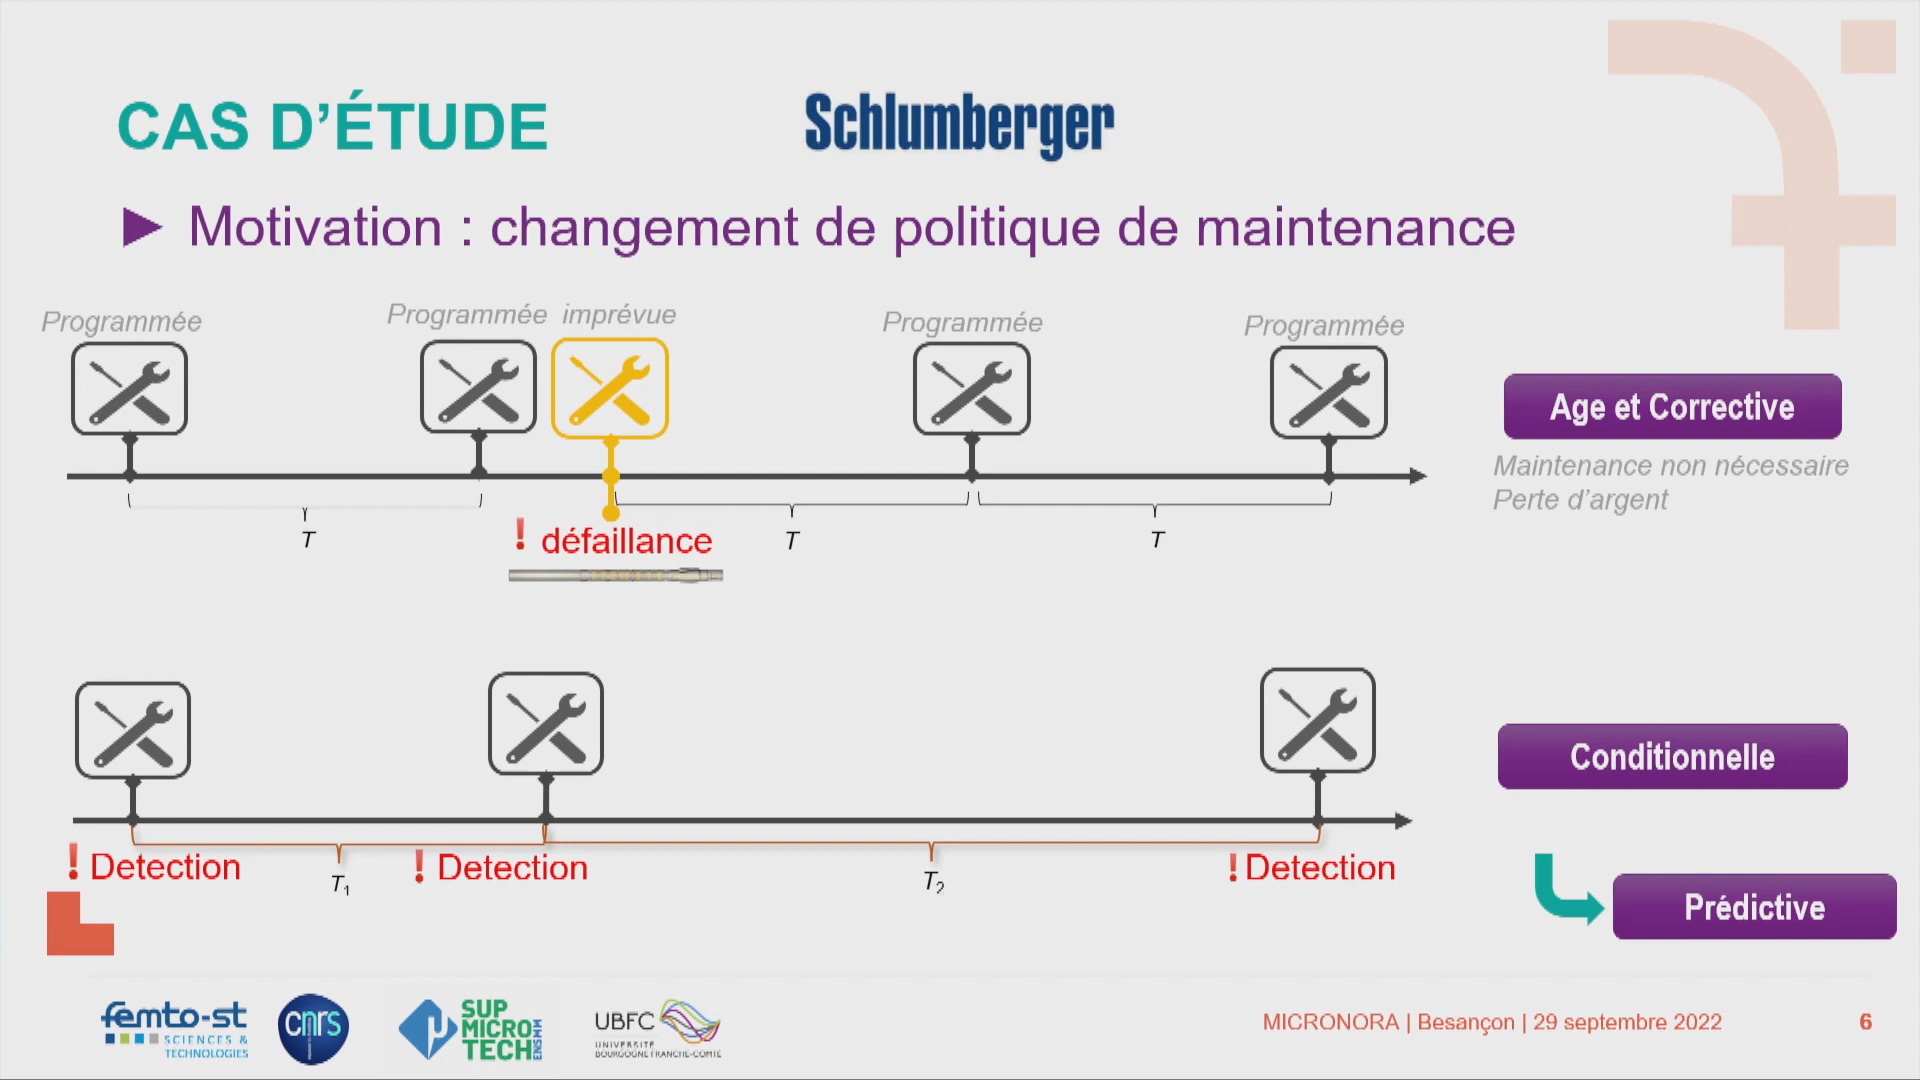 CAS D'ÉTUDE
Schlumberger
► Motivation : changement de politique de maintenance
Programmée
Programmée
imprévue
Programmée
Programmée
Age et Corrective
Maintenance non nécessaire
Perte d'argent
T
! défaillance
T
T
Conditionnelle
! Detection
T1
! Detection
T2
! Detection
Prédictive
femto-st
SCIENCES &
TECHNOLOGIES
cnrs
SUP
MICRO
TECH
ENSMM
UBFC
UNIVERSITÉ
BOURGOGNE FRANCHE-COMTÉ
MICRONORA | Besançon | 29 septembre 2022
6